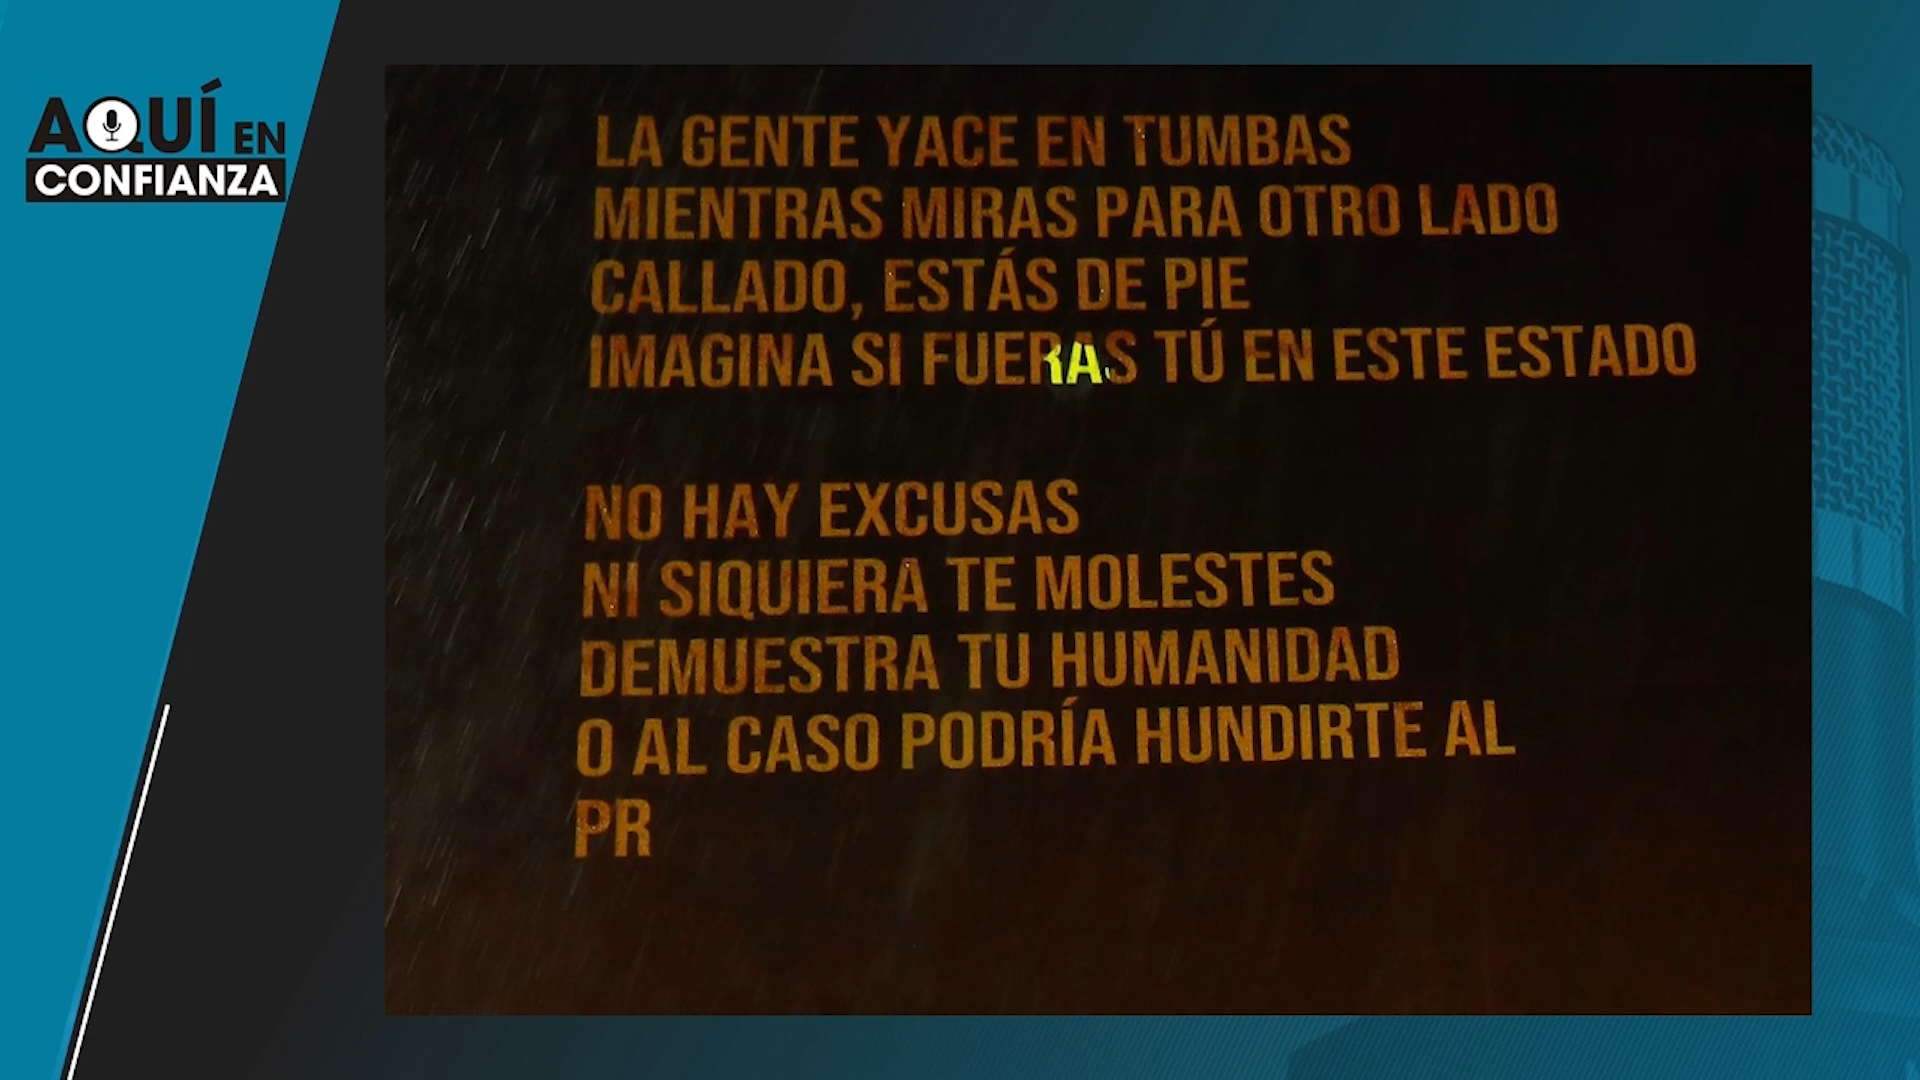 AQUÍ EN
CONFIANZA
LA GENTE YACE EN TUMBAS
MIENTRAS MIRAS PARA OTRO LADO
CALLADO, ESTÁS DE PIE
IMAGINA SI FUERAS TÚ EN ESTE ESTADO
NO HAY EXCUSAS
NI SIQUIERA TE MOLESTES
DEMUESTRA TU HUMANIDAD
O AL CASO PODRÍA HUNDIRTE AL
PR